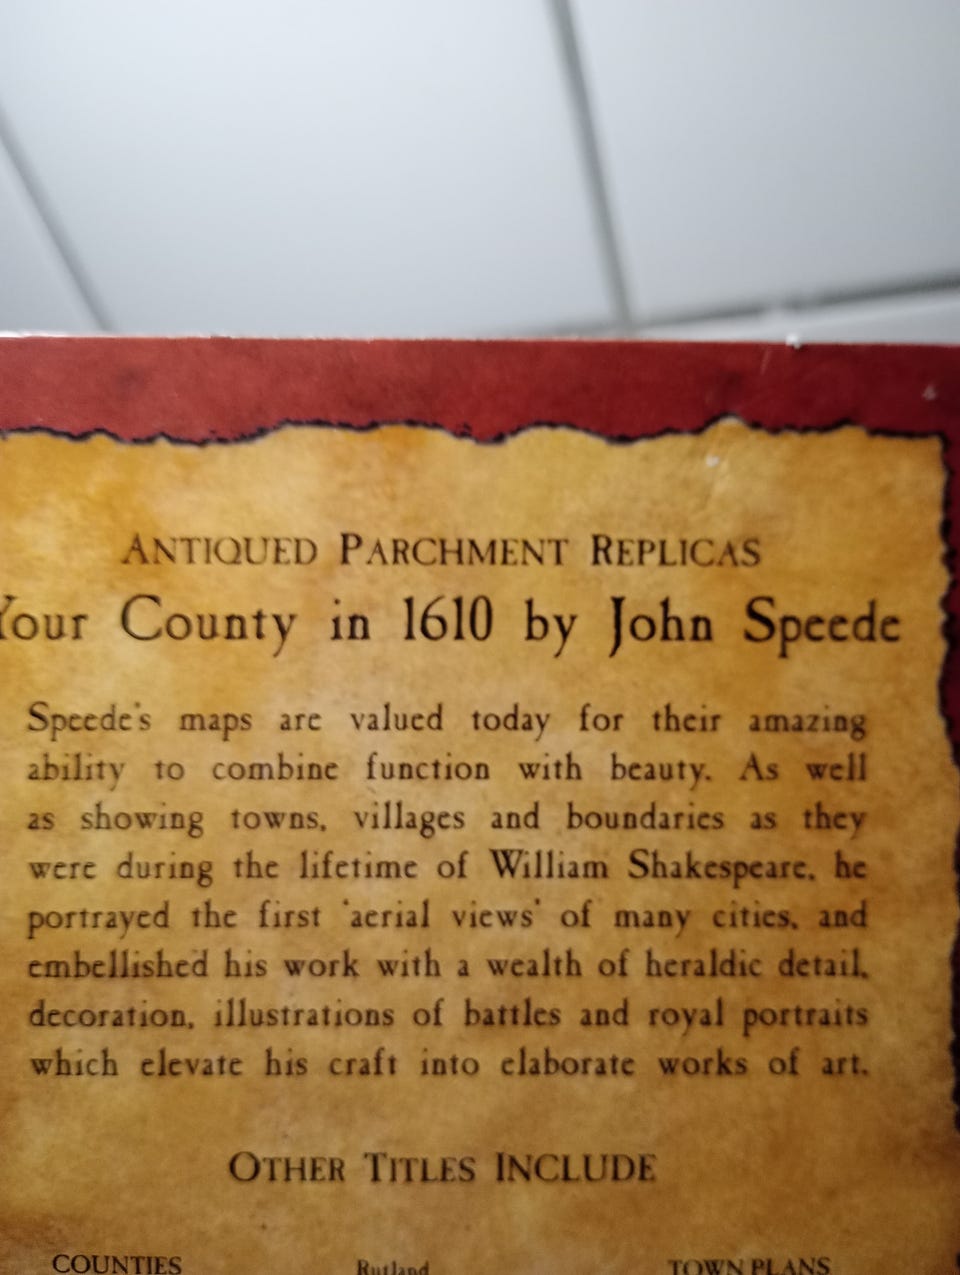 ANTIQUED PARCHMENT REPLICAS
Your County in 1610 by John Speede
Speede's maps are valued today for their amazing
ability to combine function with beauty. As well
as showing towns, villages and boundaries as they
were during the lifetime of William Shakespeare, he
portrayed the first 'aerial views' of many cities, and
embellished his work with a wealth of heraldic detail,
decoration, illustrations of battles and royal portraits
which elevate his craft into elaborate works of art.
OTHER TITLES INCLUDE
COUNTIES
Rutland
TOWN PLANS